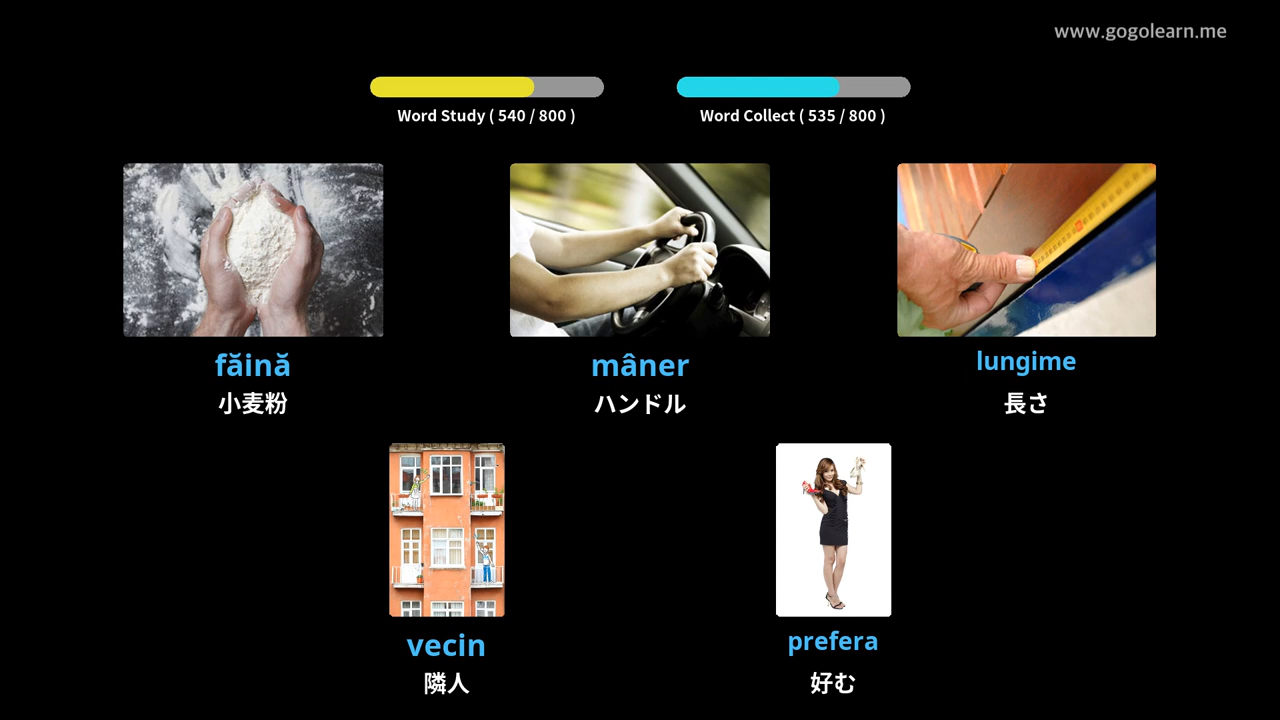 www.gogolearn.me
Word Study ( 540 / 800 )
Word Collect ( 535 / 800 )
făină
小麦粉
mâner
ハンドル
lungime
長さ
vecin
隣人
prefera
好む